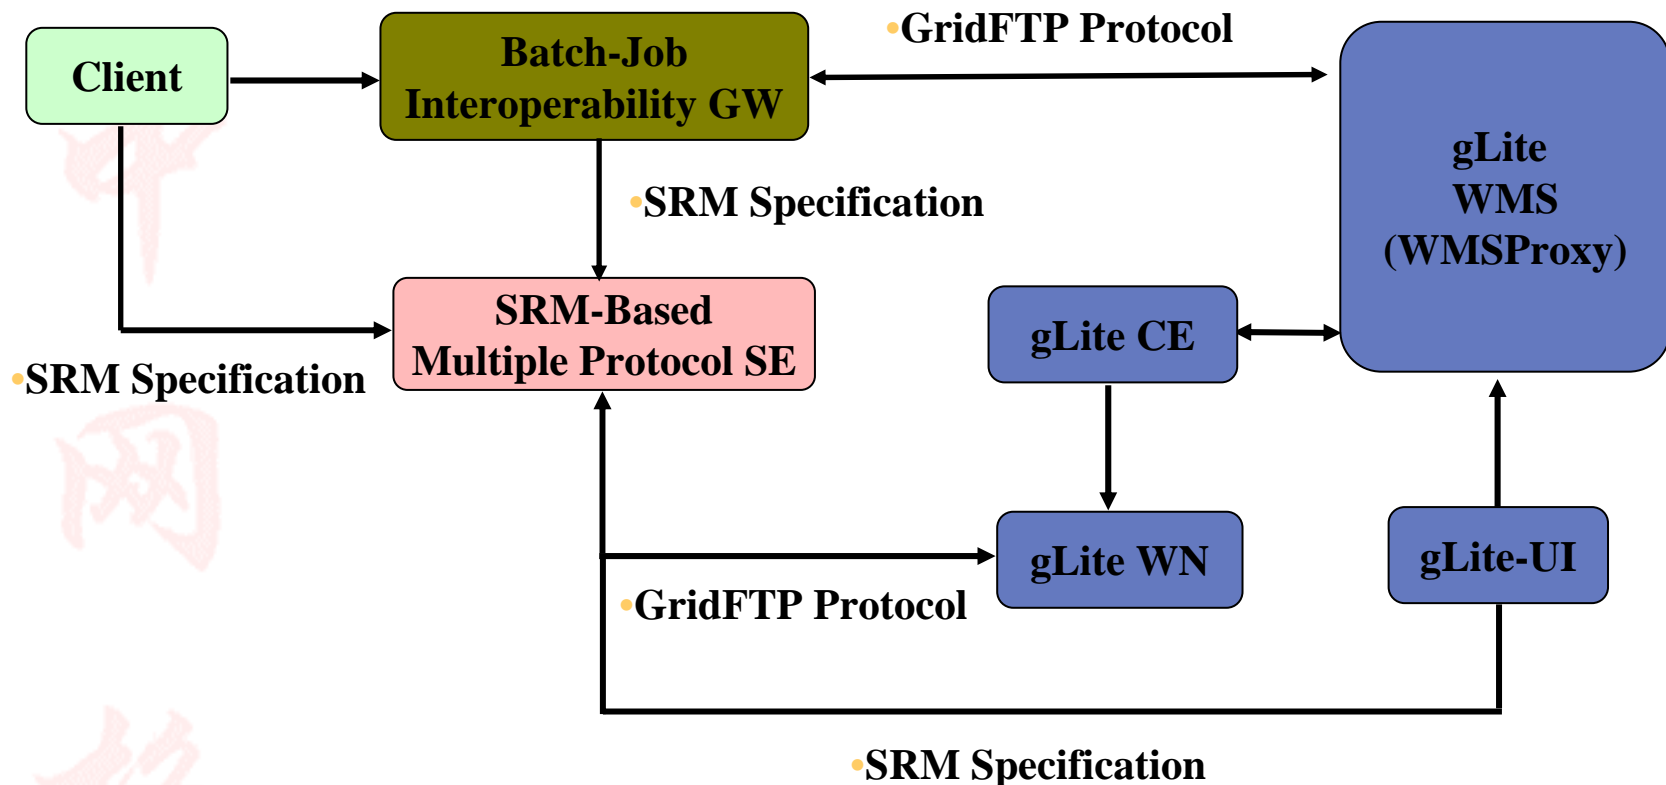 •GridFTP Protocol
Client
Batch-Job
Interoperability GW
gLite
WMS
(WMSProxy)
•SRM Specification
SRM-Based
Multiple Protocol SE
gLite CE
•SRM Specification
网
gLite WN
gLite-UI
•GridFTP Protocol
•SRM Specification